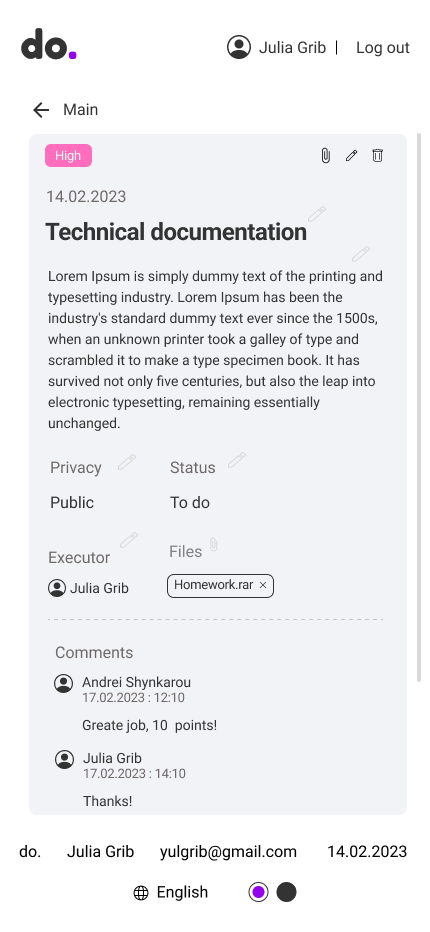 do.
Julia Grib | Log out
Main
High
14.02.2023
Technical documentation
Lorem Ipsum is simply dummy text of the printing and
typesetting industry. Lorem Ipsum has been the
industry's standard dummy text ever since the 1500s,
when an unknown printer took a galley of type and
scrambled it to make a type specimen book. It has
survived not only five centuries, but also the leap into
electronic typesetting, remaining essentially
unchanged.
Privacy Status
Public To do
Executor Files
Julia Grib Homework.rar ×
Comments
Andrei Shynkarou
17.02.2023 : 12:10
Greate job, 10 points!
Julia Grib
17.02.2023 : 14:10
Thanks!
do. Julia Grib yulgrib@gmail.com 14.02.2023
English